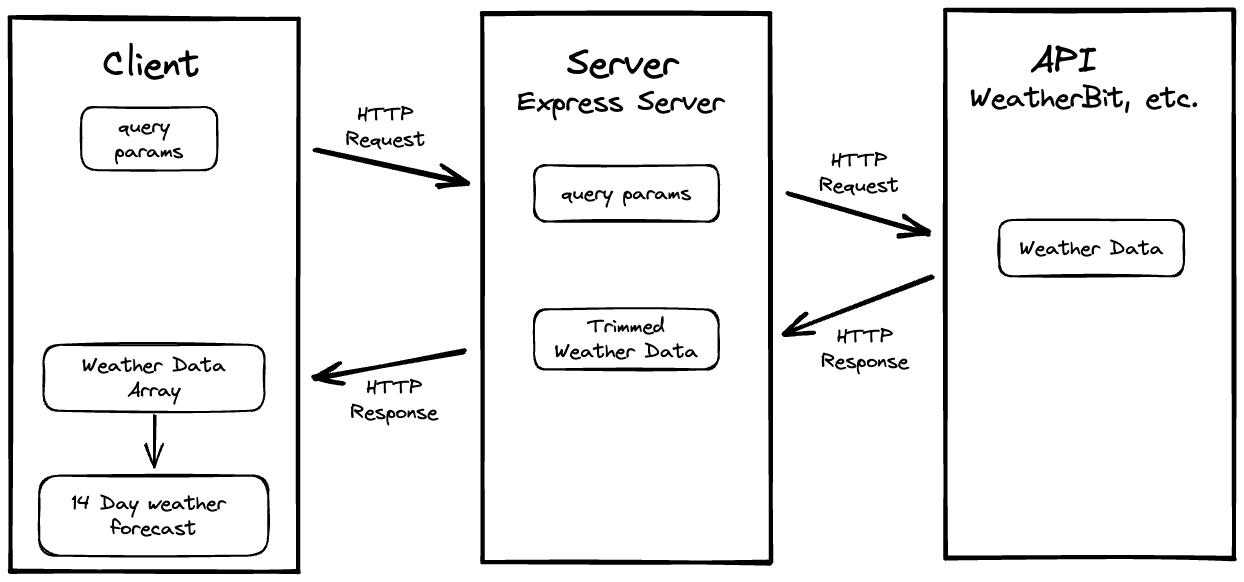 Client
query
params
HTTP
Request
Server
Express Server
query params
HTTP
Request
API
WeatherBit, etc.
Weather Data
HTTP
Response
Trimmed
Weather Data
HTTP
Response
Weather Data
Array
14 Day weather
forecast